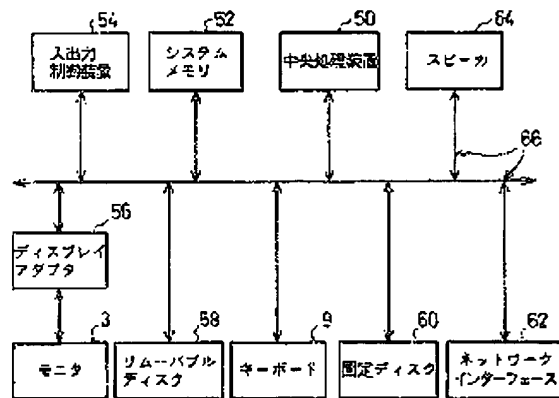 54
52
50
64
入出力
制御装置
システム
メモリ
中央処理装置
スピーカ
66
56
ディスプレイ
アダプタ
3
58
9
60
62
モニタ
リムーバブル
ディスク
キーボード
固定ディスク
ネットワーク
インターフェース